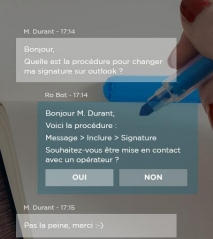 M. Durant - 17:14
Bonjour,
Quelle est la procédure pour changer
ma signature sur outlook ?
Ro Bot - 17:14
Bonjour M. Durant,
Voici la procédure :
Message > Inclure > Signature
Souhaitez-vous être mise en contact
avec un opérateur ?
OUI NON
M. Durant - 17:15
Pas la peine, merci :-)